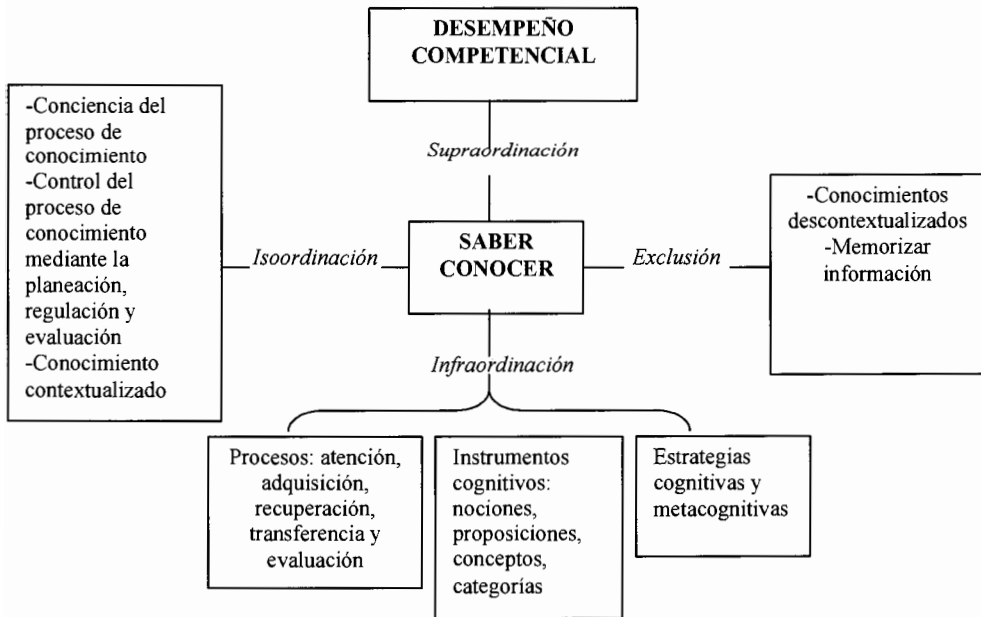 DESEMPEÑO
COMPETENCIAL
Supraordinación
-Conciencia del
proceso de
conocimiento
-Control del
proceso de
conocimiento
mediante la
planeación,
regulación y
evaluación
-Conocimiento
contextualizado
Isoordinación
SABER
CONOCER
Exclusión
-Conocimientos
descontextualizados
-Memorizar
información
Infraordinación
Procesos: atención,
adquisición,
recuperación,
transferencia y
evaluación
Instrumentos
cognitivos:
nociones,
proposiciones,
conceptos,
categorías
Estrategias
cognitivas y
metacognitivas